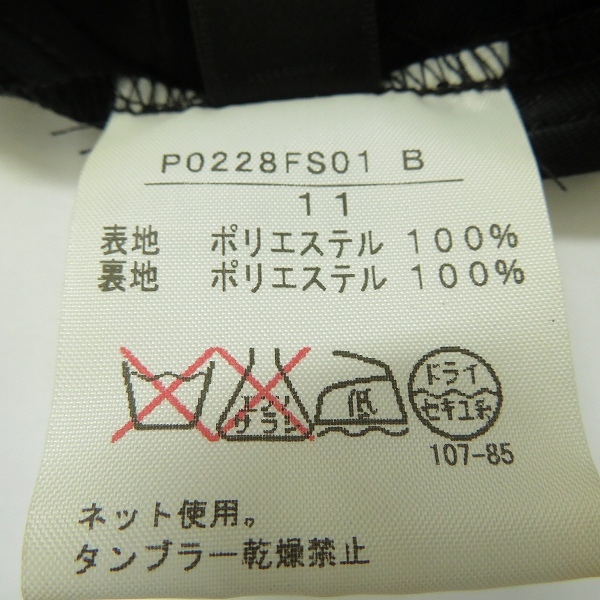 P0228FS01 B
11
表地 ポリエステル 100%
裏地 ポリエステル 100%
エンソ サラシ
低
ドライ
セキユ系
107-85
ネット使用。
タンブラー乾燥禁止